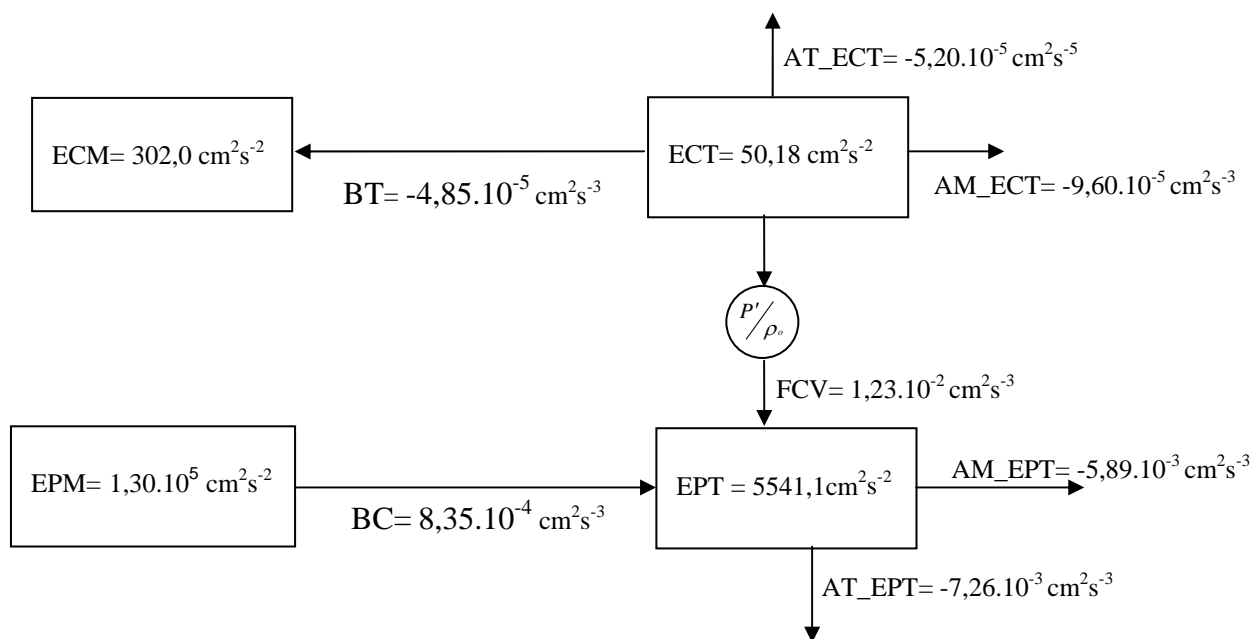 AT_ECT= -5,20.10⁻⁵ cm²s⁻⁵
ECM= 302,0 cm²s⁻²
ECT= 50,18 cm²s⁻²
BT= -4,85.10⁻⁵ cm²s⁻³
AM_ECT= -9,60.10⁻⁵ cm²s⁻³
P'/ρₒ
FCV= 1,23.10⁻² cm²s⁻³
EPM= 1,30.10⁵ cm²s⁻²
EPT = 5541,1cm²s⁻²
AM_EPT= -5,89.10⁻³ cm²s⁻³
BC= 8,35.10⁻⁴ cm²s⁻³
AT_EPT= -7,26.10⁻³ cm²s⁻³